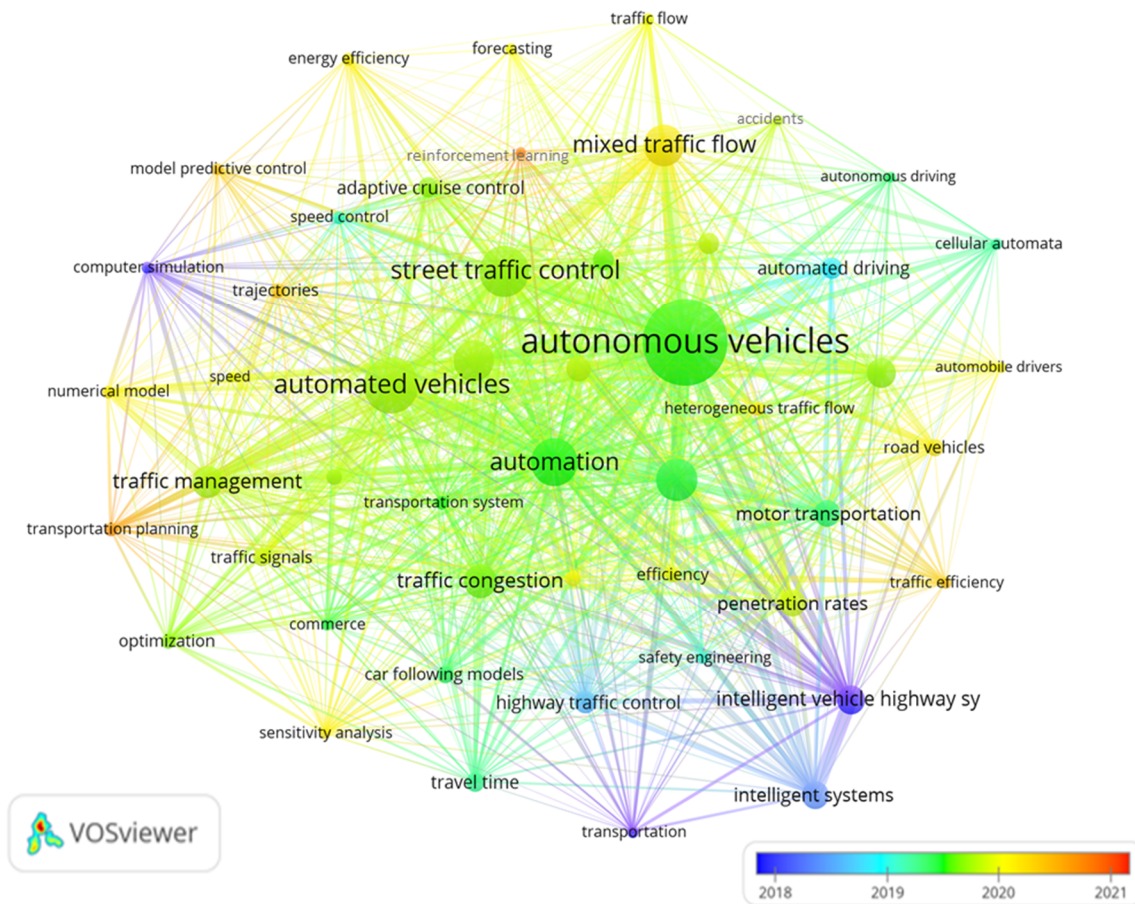 traffic flow
forecasting
energy efficiency
accidents
mixed traffic flow
reinforcement learning
model predictive control
autonomous driving
adaptive cruise control
speed control
cellular automata
computer simulation
automated driving
street traffic control
trajectories
autonomous vehicles
automobile drivers
speed
automated vehicles
numerical model
heterogeneous traffic flow
road vehicles
automation
traffic management
transportation system
motor transportation
transportation planning
traffic signals
efficiency
traffic congestion
traffic efficiency
penetration rates
commerce
optimization
safety engineering
car following models
intelligent vehicle highway sy
highway traffic control
sensitivity analysis
travel time
intelligent systems
transportation
VOSviewer
2018 2019 2020 2021